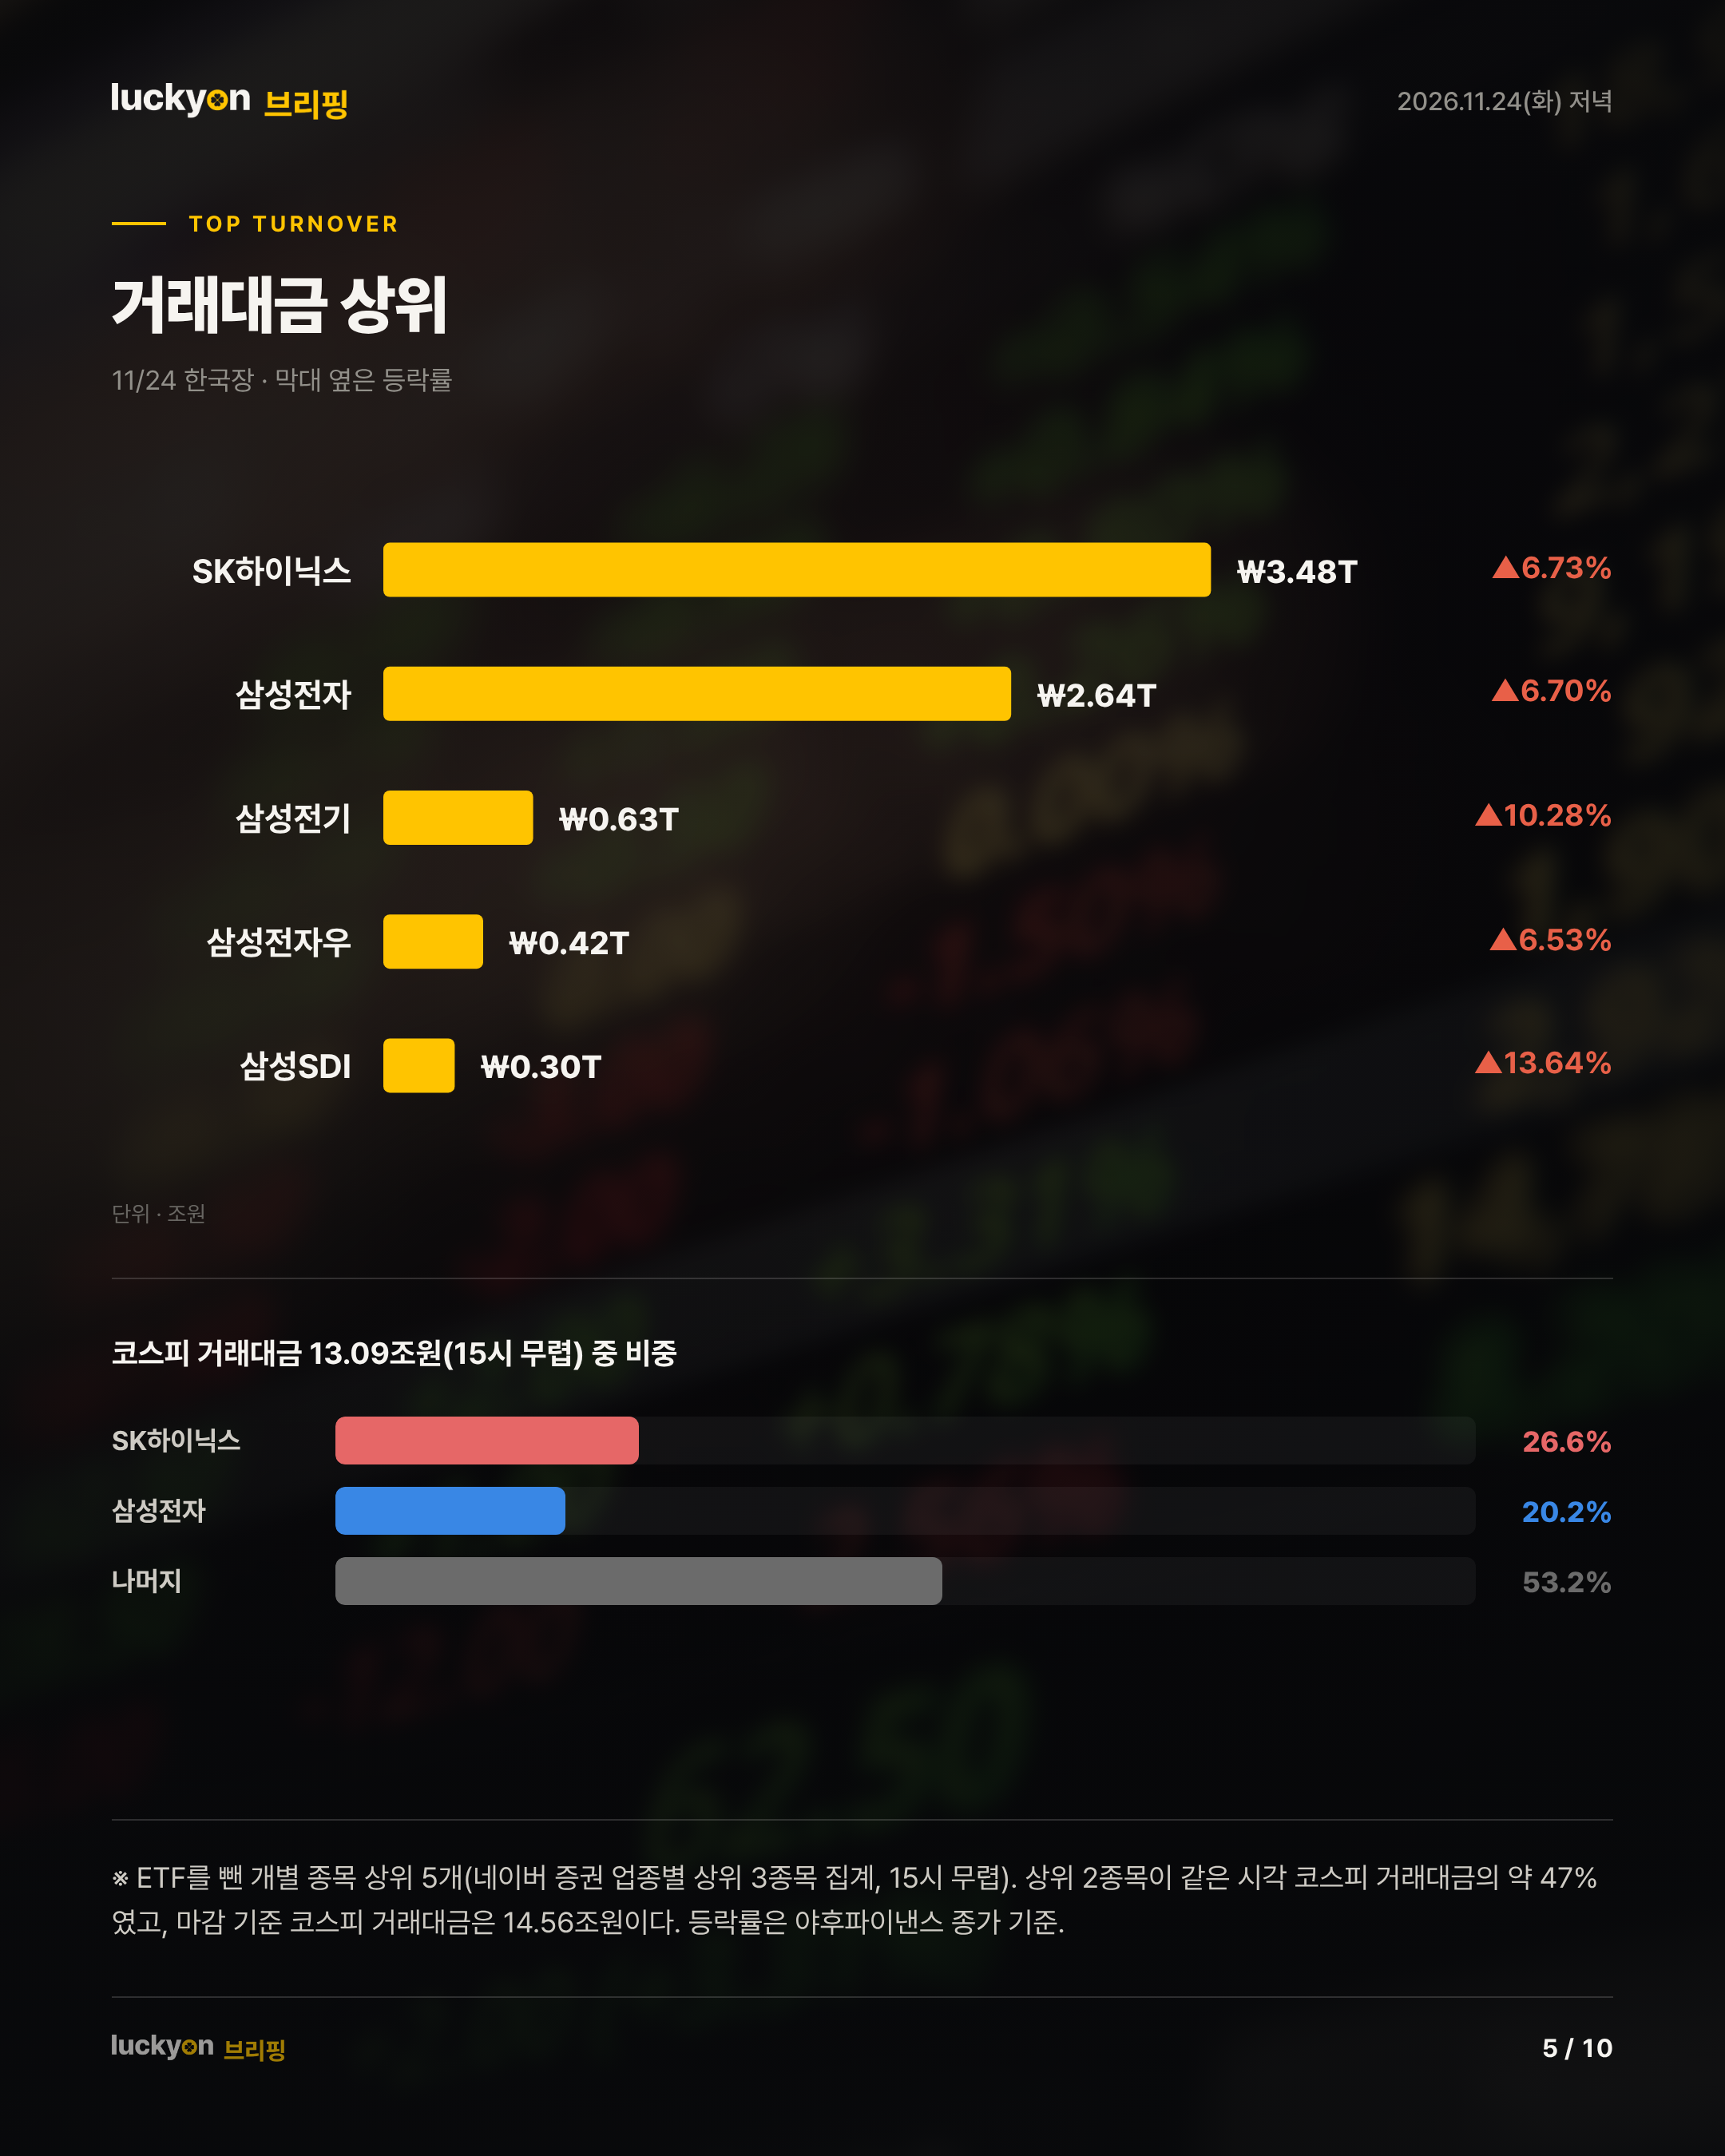 luckyon 브리핑
2026.11.24(화) 저녁
TOP TURNOVER
거래대금 상위
11/24 한국장 · 막대 옆은 등락률
SK하이닉스 ₩3.48T ▲6.73%
삼성전자 ₩2.64T ▲6.70%
삼성전기 ₩0.63T ▲10.28%
삼성전자우 ₩0.42T ▲6.53%
삼성SDI ₩0.30T ▲13.64%
단위 · 조원
코스피 거래대금 13.09조원(15시 무렵) 중 비중
SK하이닉스 26.6%
삼성전자 20.2%
나머지 53.2%
※ ETF를 뺀 개별 종목 상위 5개(네이버 증권 업종별 상위 3종목 집계, 15시 무렵). 상위 2종목이 같은 시각 코스피 거래대금의 약 47%
였고, 마감 기준 코스피 거래대금은 14.56조원이다. 등락률은 야후파이낸스 종가 기준.
luckyon 브리핑
5 / 10